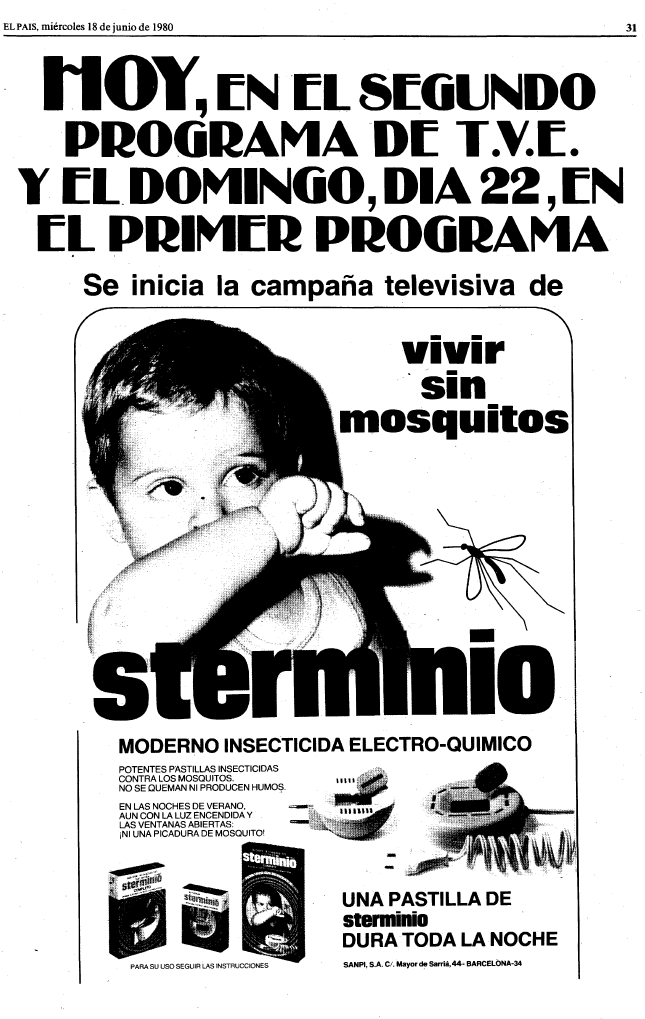 EL PAIS, miércoles 18 de junio de 1980
31
HOY, EN EL SEGUNDO
PROGRAMA DE T.V.E.
Y EL DOMINGO, DIA 22, EN
EL PRIMER PROGRAMA
Se inicia la campaña televisiva de
vivir
sin
mosquitos
sterminio
MODERNO INSECTICIDA ELECTRO-QUIMICO
POTENTES PASTILLAS INSECTICIDAS
CONTRA LOS MOSQUITOS.
NO SE QUEMAN NI PRODUCEN HUMOS.
EN LAS NOCHES DE VERANO,
AUN CON LA LUZ ENCENDIDA Y
LAS VENTANAS ABIERTAS:
¡NI UNA PICADURA DE MOSQUITO!
sterminio
COMPLETO
sterminio
sterminio
UNA PASTILLA DE
sterminio
DURA TODA LA NOCHE
PARA SU USO SEGUIR LAS INSTRUCCIONES
SANPI, S.A. C/. Mayor de Sarriá, 44 - BARCELONA-34